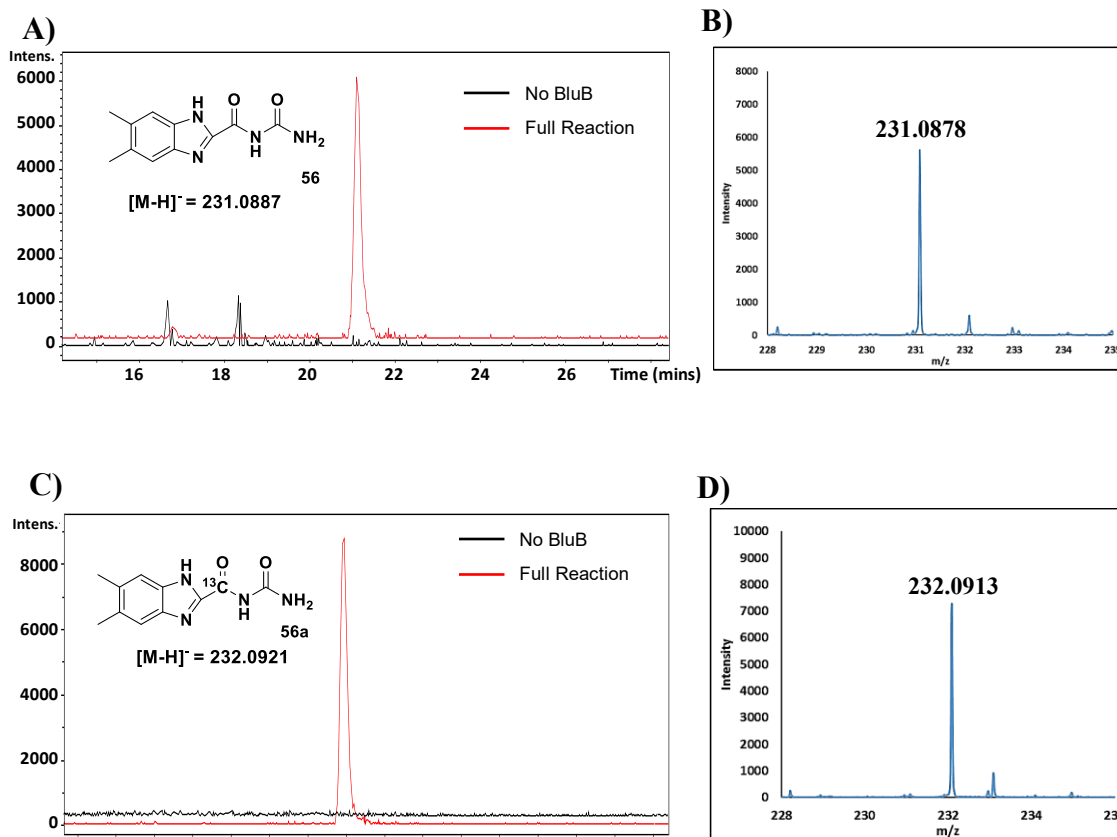 A)
Intens.
6000
5000
4000
3000
2000
1000
0
16 18 20 22 24 26 Time (mins)
H
N
N
O
O
N
H
NH2
56
[M-H]- = 231.0887
No BluB
Full Reaction
B)
8000
7000
6000
5000
4000
3000
2000
1000
0
Intensity
231.0878
228 229 230 231 232 233 234 235
m/z
C)
Intens.
8000
6000
4000
2000
0
H
N
N
13
C
O
O
N
H
NH2
56a
[M-H]- = 232.0921
No BluB
Full Reaction
D)
10000
9000
8000
7000
6000
5000
4000
3000
2000
1000
0
Intensity
232.0913
228 230 232 234
m/z